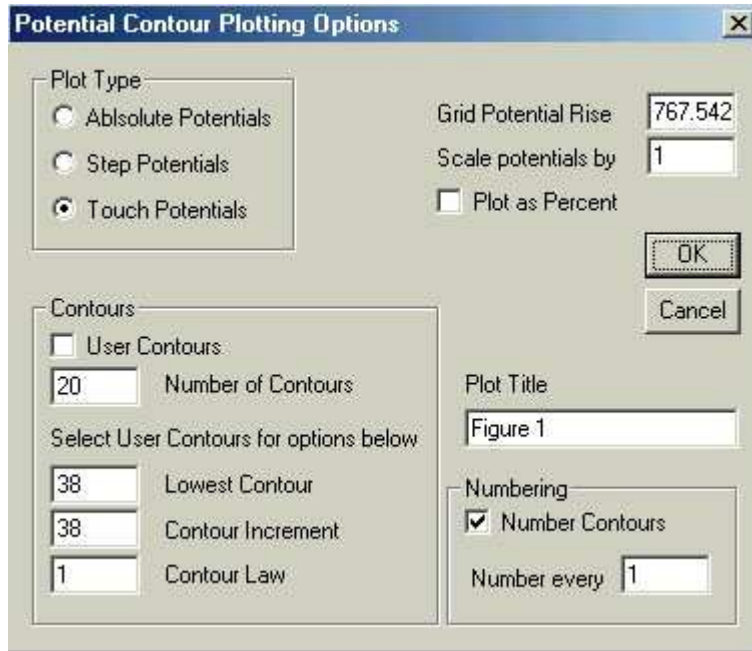 Potential Contour Plotting Options
Plot Type
Ablsolute Potentials
Step Potentials
Touch Potentials
Grid Potential Rise 767.542
Scale potentials by 1
Plot as Percent
OK
Cancel
Contours
User Contours
20 Number of Contours
Select User Contours for options below
38 Lowest Contour
38 Contour Increment
1 Contour Law
Plot Title
Figure 1
Numbering
Number Contours
Number every 1